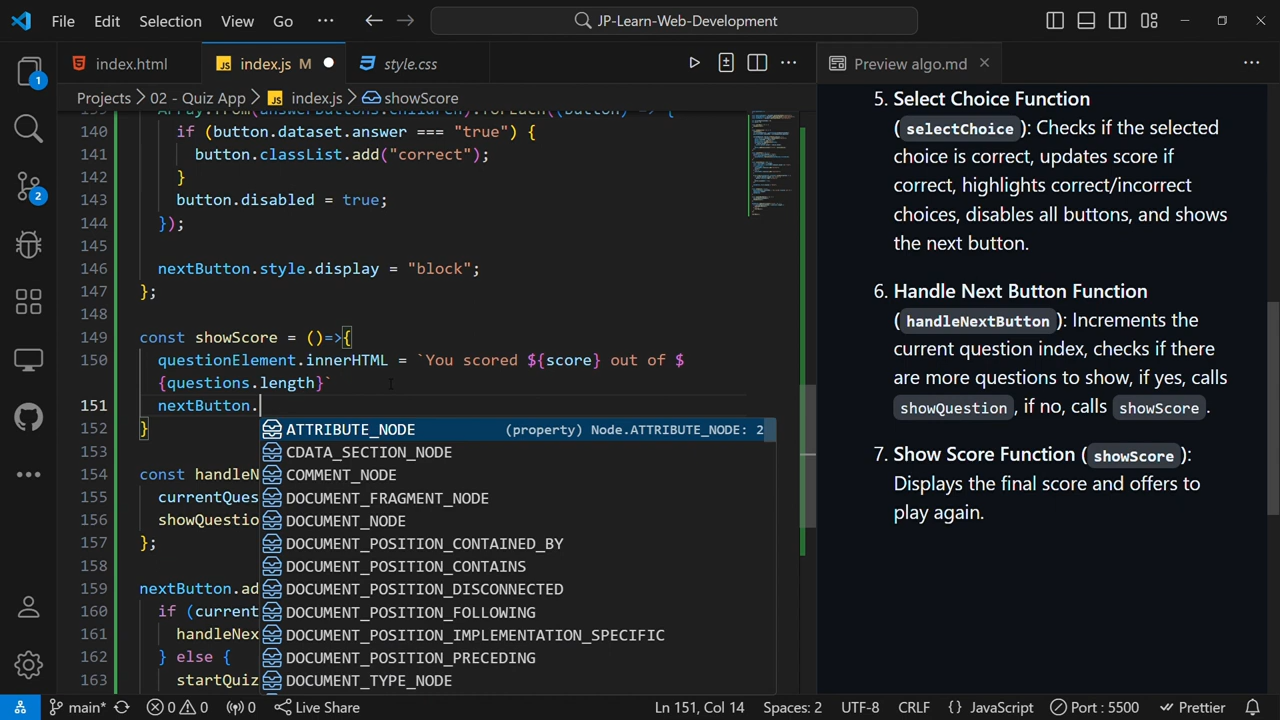 File Edit Selection View Go ··· JP-Learn-Web-Development
index.html index.js M style.css Preview algo.md
Projects > 02 - Quiz App > index.js > showScore
140 if (button.dataset.answer === "true") {
141 button.classList.add("correct");
142 }
143 button.disabled = true;
144 });
145
146 nextButton.style.display = "block";
147 };
148
149 const showScore = ()=>{
150 questionElement.innerHTML = `You scored ${score} out of $
{questions.length}`
151 nextButton.
152 }
153
154 const handleN
155 currentQues
156 showQuestio
157 };
158
159 nextButton.ad
160 if (current
161 handleNex
162 } else {
163 startQuiz
ATTRIBUTE_NODE (property) Node.ATTRIBUTE_NODE: 2
CDATA_SECTION_NODE
COMMENT_NODE
DOCUMENT_FRAGMENT_NODE
DOCUMENT_NODE
DOCUMENT_POSITION_CONTAINED_BY
DOCUMENT_POSITION_CONTAINS
DOCUMENT_POSITION_DISCONNECTED
DOCUMENT_POSITION_FOLLOWING
DOCUMENT_POSITION_IMPLEMENTATION_SPECIFIC
DOCUMENT_POSITION_PRECEDING
DOCUMENT_TYPE_NODE
5. Select Choice Function
(selectChoice): Checks if the selected
choice is correct, updates score if
correct, highlights correct/incorrect
choices, disables all buttons, and shows
the next button.
6. Handle Next Button Function
(handleNextButton): Increments the
current question index, checks if there
are more questions to show, if yes, calls
showQuestion, if no, calls showScore.
7. Show Score Function (showScore):
Displays the final score and offers to
play again.
1
2
main* 0 0 0 Live Share Ln 151, Col 14 Spaces: 2 UTF-8 CRLF {} JavaScript Port : 5500 Prettier